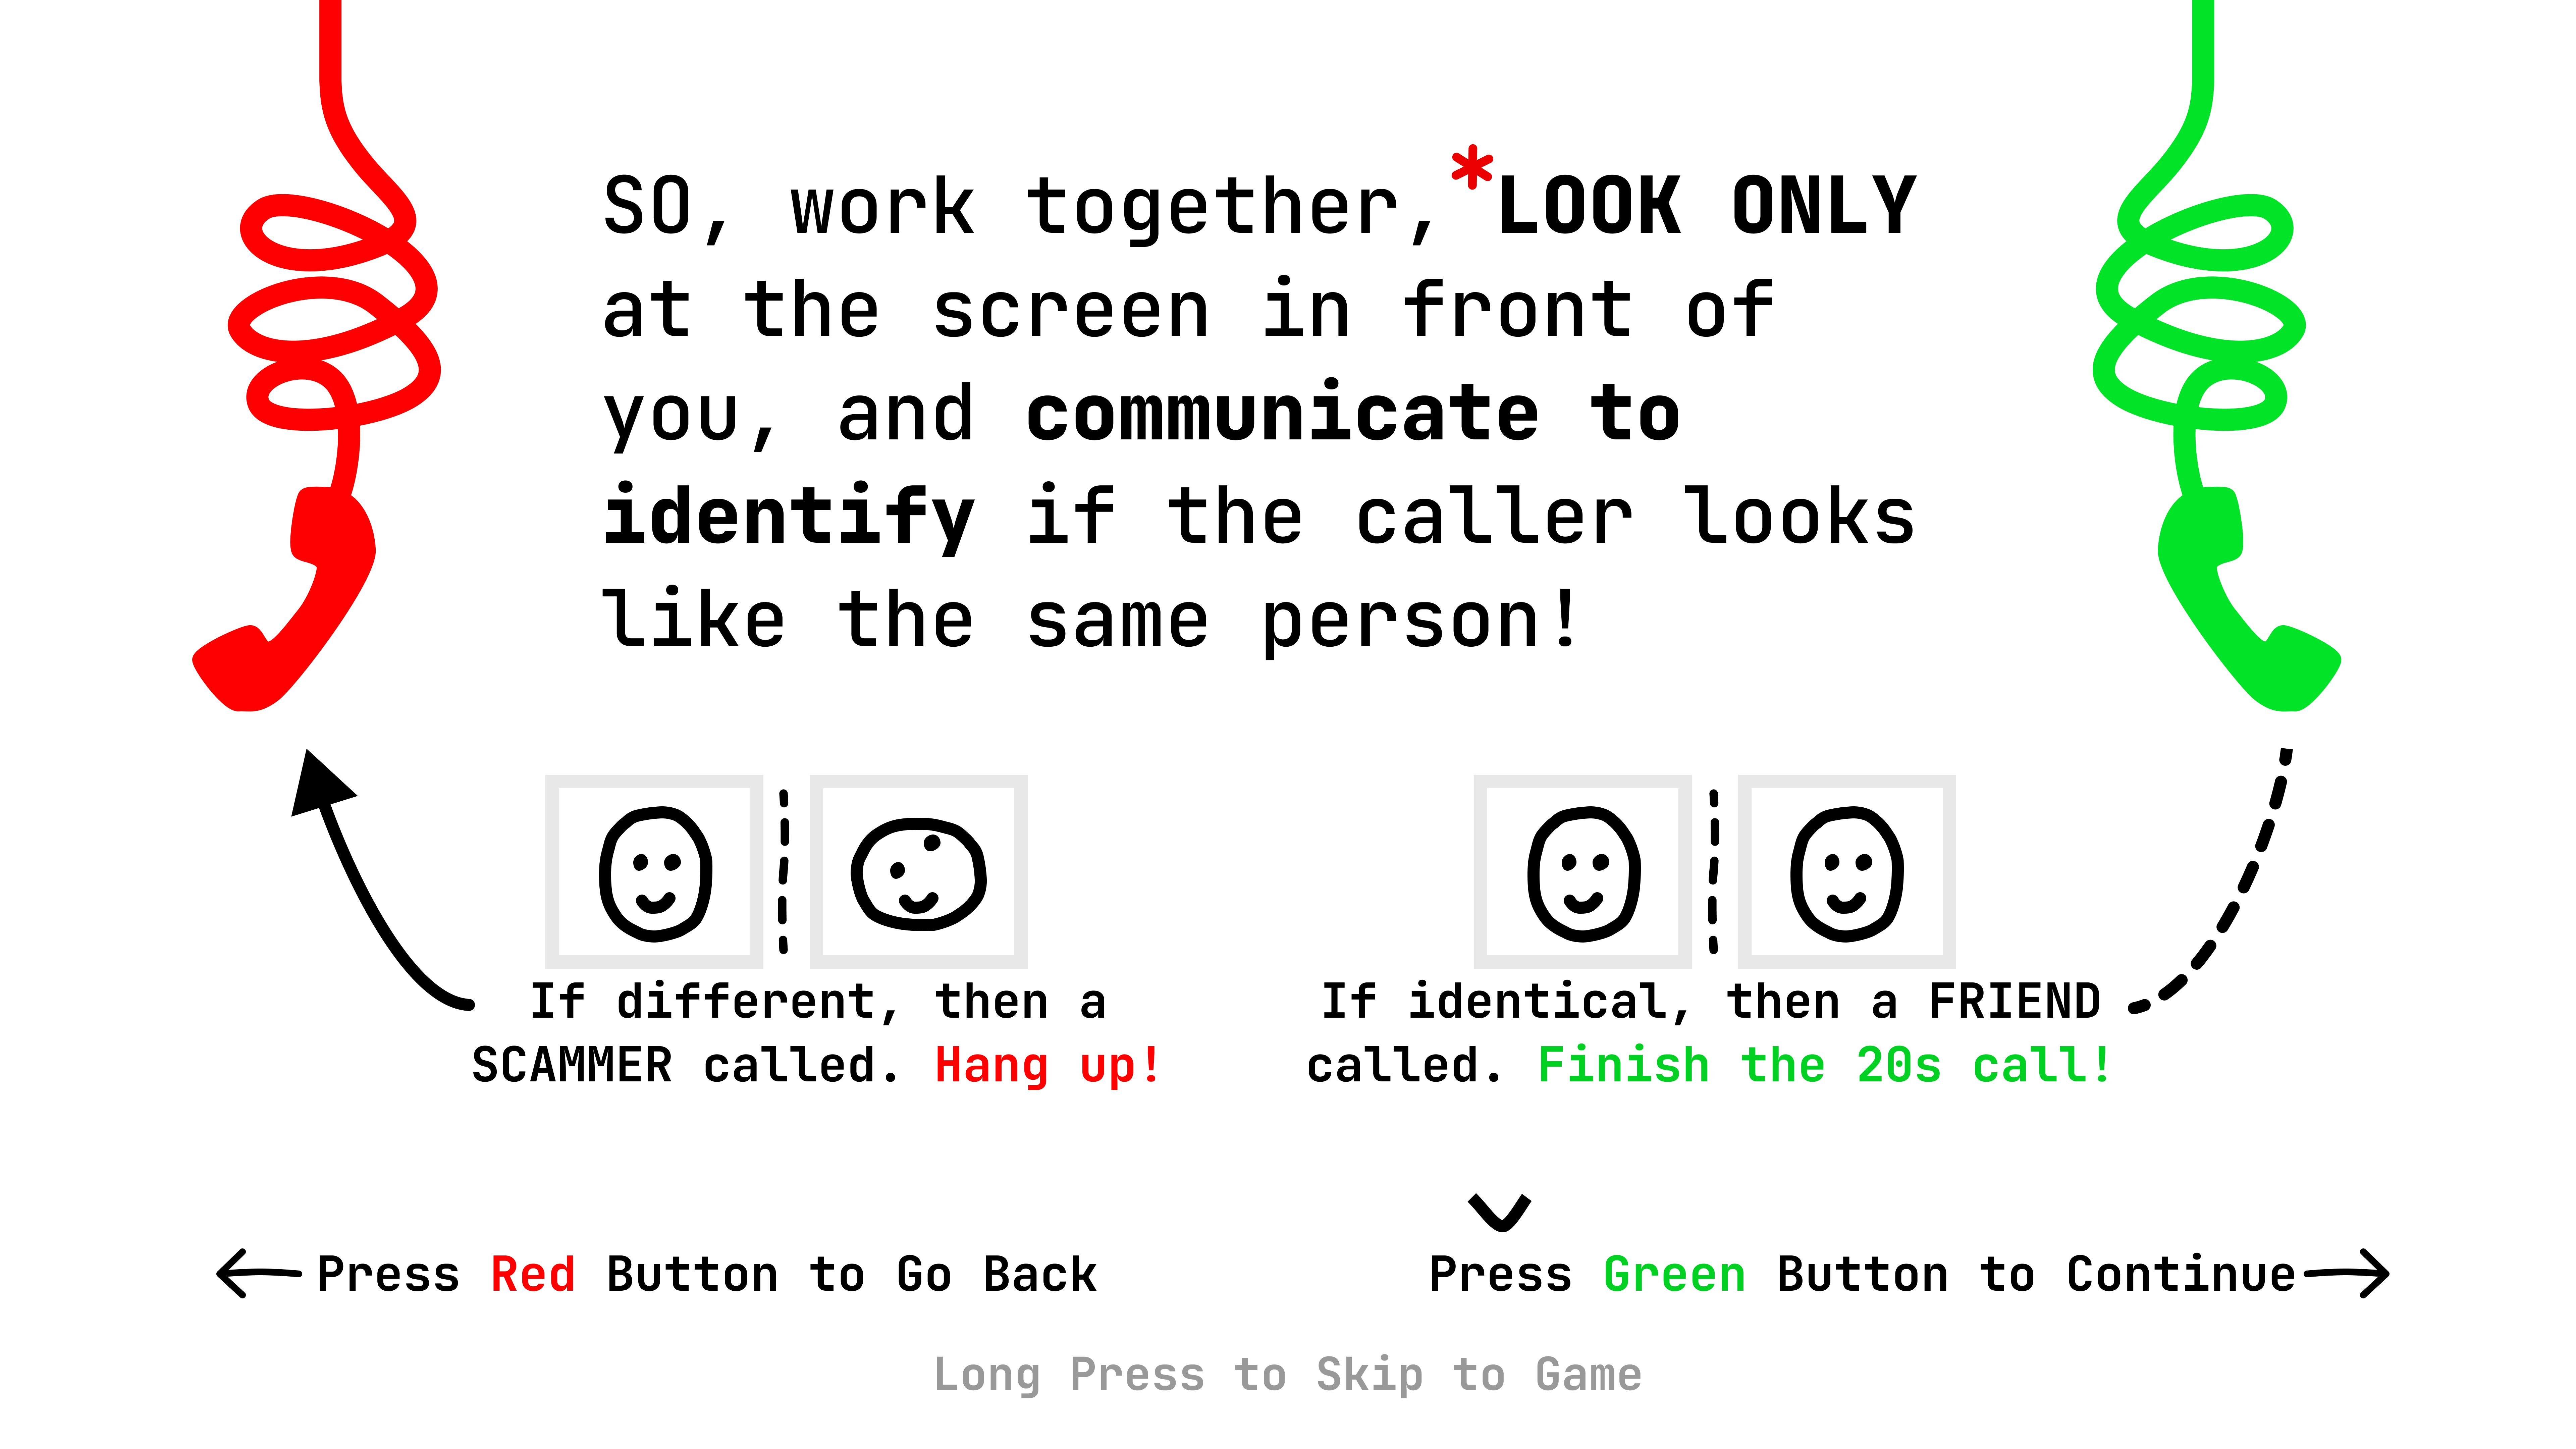 SO, work together,*LOOK ONLY
at the screen in front of
you, and communicate to
identify if the caller looks
like the same person!
If different, then a
SCAMMER called. Hang up!
If identical, then a FRIEND
called. Finish the 20s call!
Press Red Button to Go Back
Press Green Button to Continue
Long Press to Skip to Game